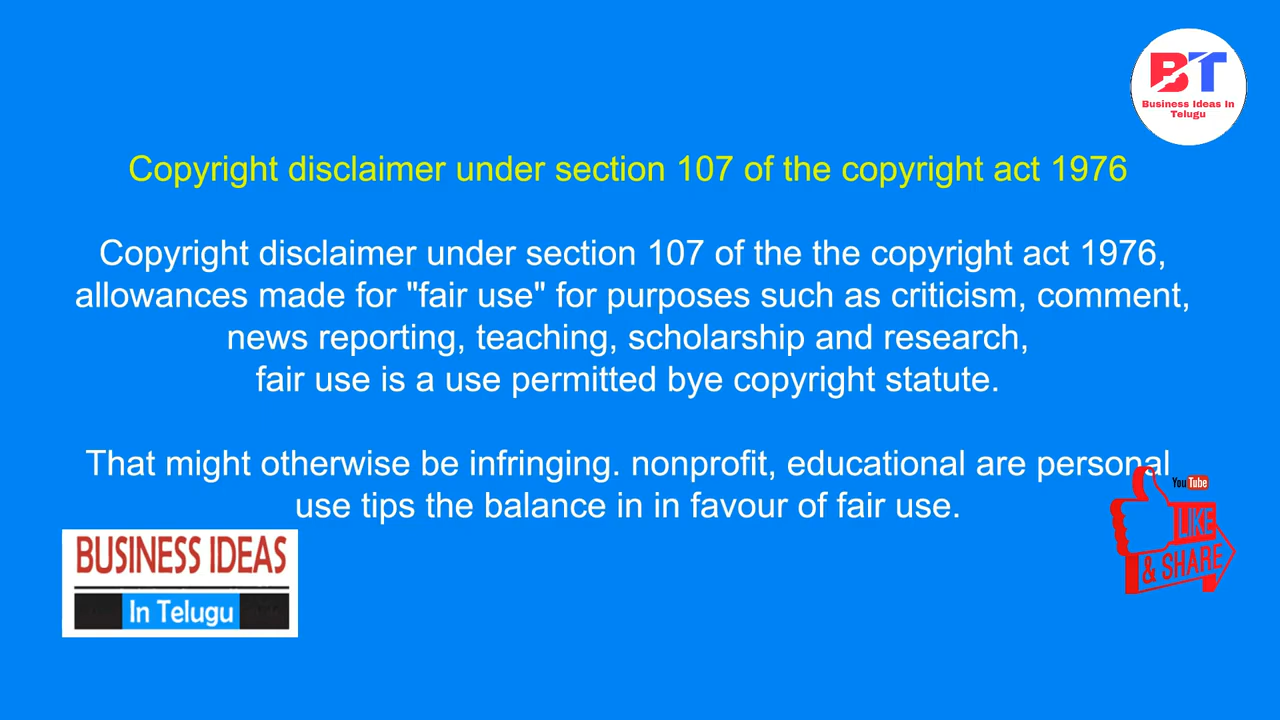 BT
Business Ideas In
Telugu
Copyright disclaimer under section 107 of the copyright act 1976
Copyright disclaimer under section 107 of the the copyright act 1976,
allowances made for "fair use" for purposes such as criticism, comment,
news reporting, teaching, scholarship and research,
fair use is a use permitted bye copyright statute.
That might otherwise be infringing. nonprofit, educational are personal
use tips the balance in in favour of fair use.
YouTube
LIKE
& SHARE
BUSINESS IDEAS
In Telugu